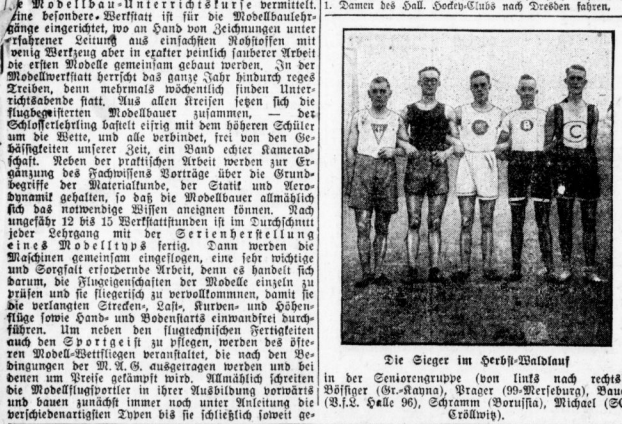 Modellbau-Unterrichtskurse vermittelt.
Eine besondere Werkstatt ist für die Modellbaulehr-
gänge eingerichtet, wo an Hand von Zeichnungen unter
erfahrener Leitung aus einfachsten Rohstoffen mit
wenig Werkzeug aber in exakter peinlich sauberer Arbeit
die ersten Modelle gemeinsam gebaut werden. In der
Modellwerkstatt herrscht das ganze Jahr hindurch reges
Treiben, denn mehrmals wöchentlich finden Unter-
richtsabende statt. Aus allen Kreisen setzen sich die
flugbegeisterten Modellbauer zusammen, — der
Schlosserlehrling bastelt eifrig mit dem höheren Schüler
um die Wette, und alle verbindet, frei von den Ge-
hässigkeiten unserer Zeit, ein Band echter Kamerad-
schaft. Neben der praktischen Arbeit werden zur Er-
gänzung des Fachwissens Vorträge über die Grund-
begriffe der Materialkunde, der Statik und Aero-
dynamik gehalten, so daß die Modellbauer allmählich
sich das notwendige Wissen aneignen können. Nach
ungefähr 12 bis 15 Werkstattstunden ist im Durchschnitt
jeder Lehrgang mit der Serienherstellung
eines Modelltyps fertig. Dann werden die
Maschinen gemeinsam eingeflogen, eine sehr wichtige
und Sorgfalt erfordernde Arbeit, denn es handelt sich
darum, die Flugeigenschaften der Modelle einzeln zu
prüfen und sie fliegerisch zu vervollkommnen, damit sie
die verlangten Strecken-, Last-, Kurven- und Höhen-
flüge sowie Hand- und Bodenstarts einwandfrei durch-
führen. Um neben den flugtechnischen Fertigkeiten
auch den Sportgeist zu pflegen, werden des öfte-
ren Modell-Wettfliegen veranstaltet, die nach den Be-
dingungen der M. A. G. ausgetragen werden und bei
denen um Preise gekämpft wird. Allmählich schreiten
die Modellflugsportler in ihrer Ausbildung vorwärts
und bauen zunächst immer noch unter Anleitung die
verschiedenartigsten Typen bis sie schließlich soweit ge-
1. Damen des Hall. Hockey-Clubs nach Dresden fahren.
B
C
Die Sieger im Herbst-Waldlauf
in der Seniorengruppe (von links nach rechts
Böffiger (Gr.-Kayna), Prager (99-Merseburg), Bau
(V.f.L. Halle 96), Schramm (Borussia), Michael (S
Cröllwitz).